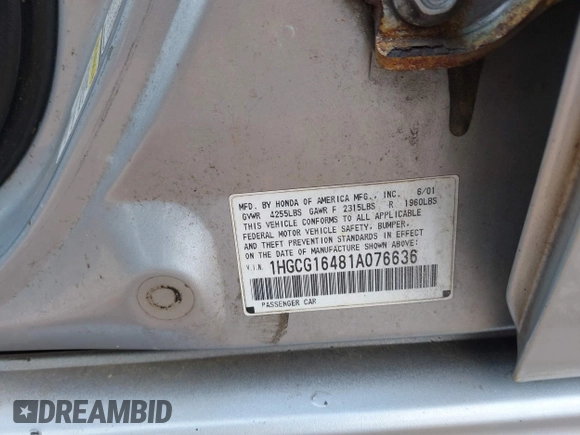 MFD. BY HONDA OF AMERICA MFG., INC. 6/01
GVWR 4255LBS GAWR F 2315LBS R 1960LBS
THIS VEHICLE CONFORMS TO ALL APPLICABLE
FEDERAL MOTOR VEHICLE SAFETY, BUMPER,
AND THEFT PREVENTION STANDARDS IN EFFECT
ON THE DATE OF MANUFACTURE SHOWN ABOVE:
V.I.N. 1HGCG16481A076636
PASSENGER CAR
DREAMBID